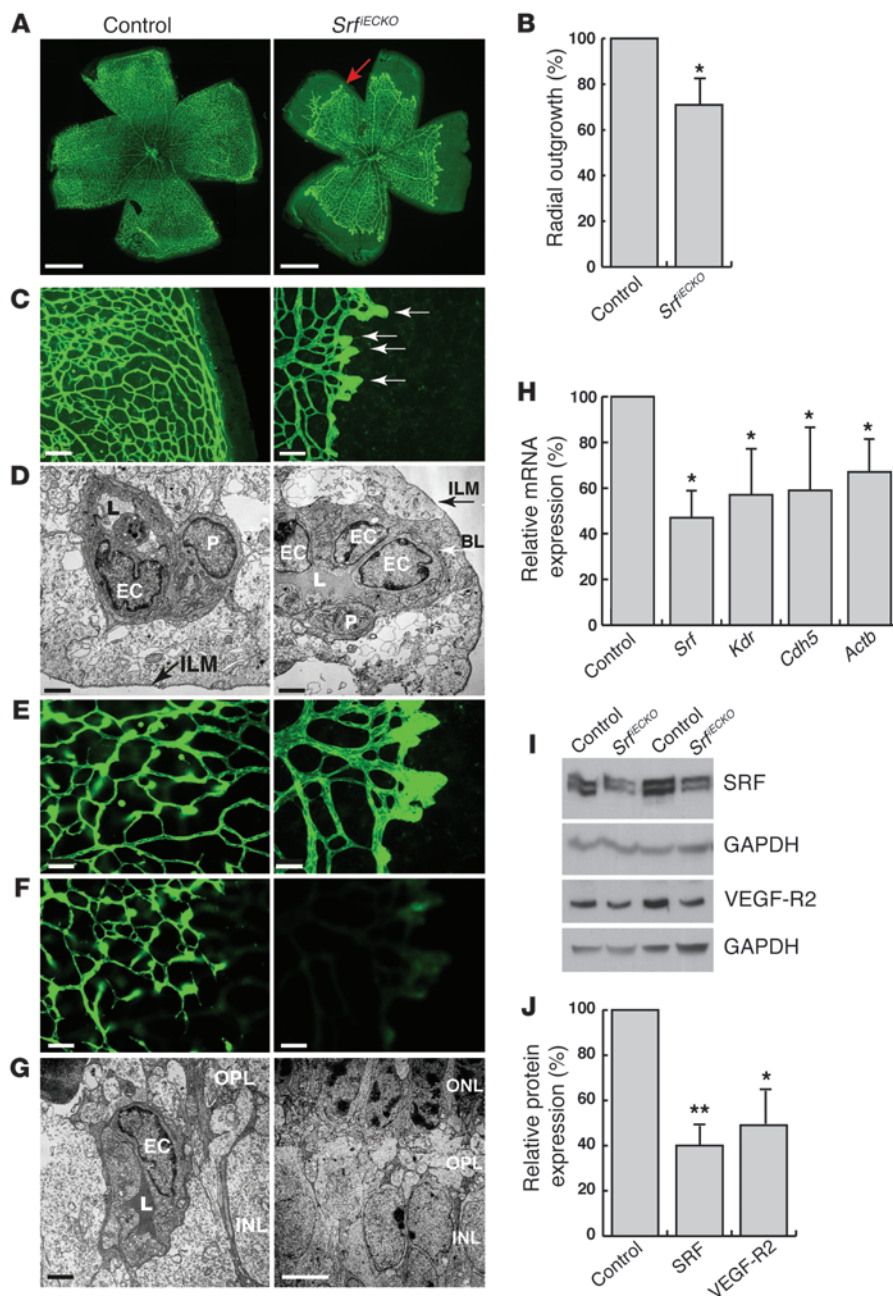 A
Control
Srf^iECKO
B
Radial outgrowth (%)
100
80
60
40
20
0
*
Control
Srf^iECKO
C
D
L
P
EC
ILM
ILM
BL
EC
EC
EC
L
P
E
F
G
OPL
EC
L
INL
ONL
OPL
INL
H
Relative mRNA
expression (%)
100
80
60
40
20
0
*
*
*
*
Control
Srf
Kdr
Cdh5
Actb
I
Control
Srf^iECKO
Control
Srf^iECKO
SRF
GAPDH
VEGF-R2
GAPDH
J
Relative protein
expression (%)
100
80
60
40
20
0
**
*
Control
SRF
VEGF-R2